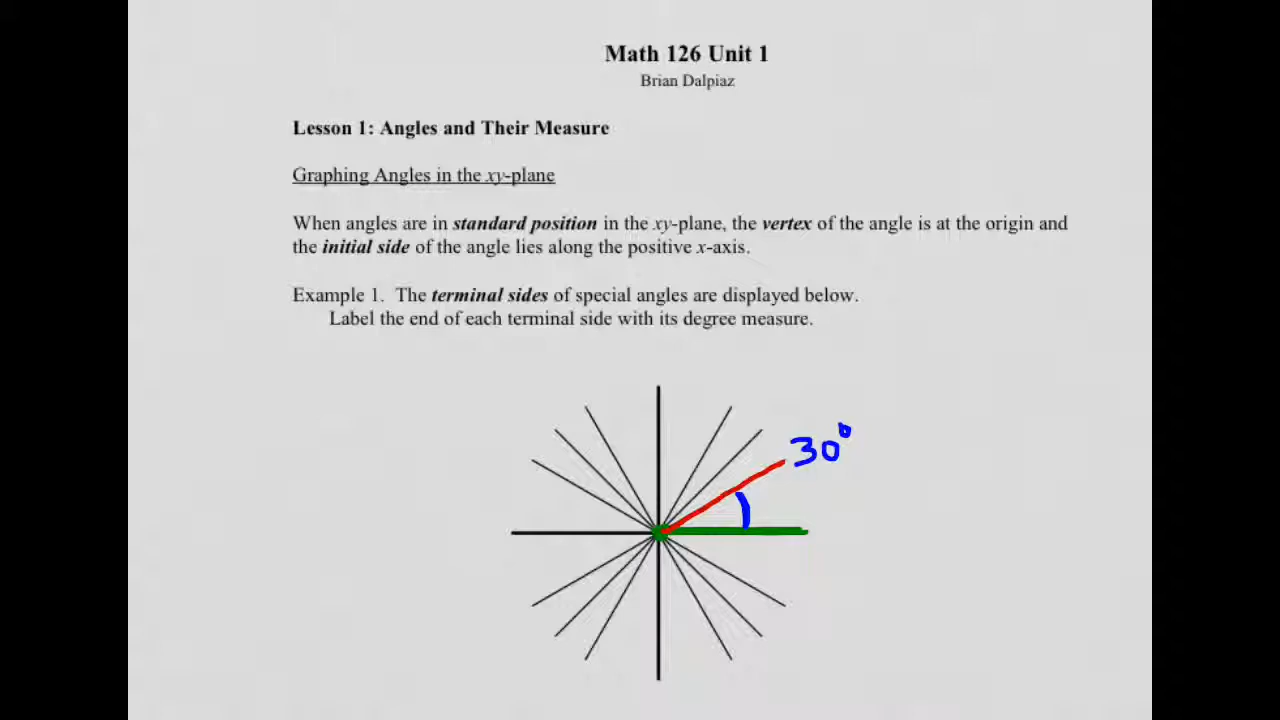 Math 126 Unit 1
Brian Dalpiaz
Lesson 1: Angles and Their Measure
Graphing Angles in the xy-plane
When angles are in standard position in the xy-plane, the vertex of the angle is at the origin and
the initial side of the angle lies along the positive x-axis.
Example 1. The terminal sides of special angles are displayed below.
Label the end of each terminal side with its degree measure.
30°